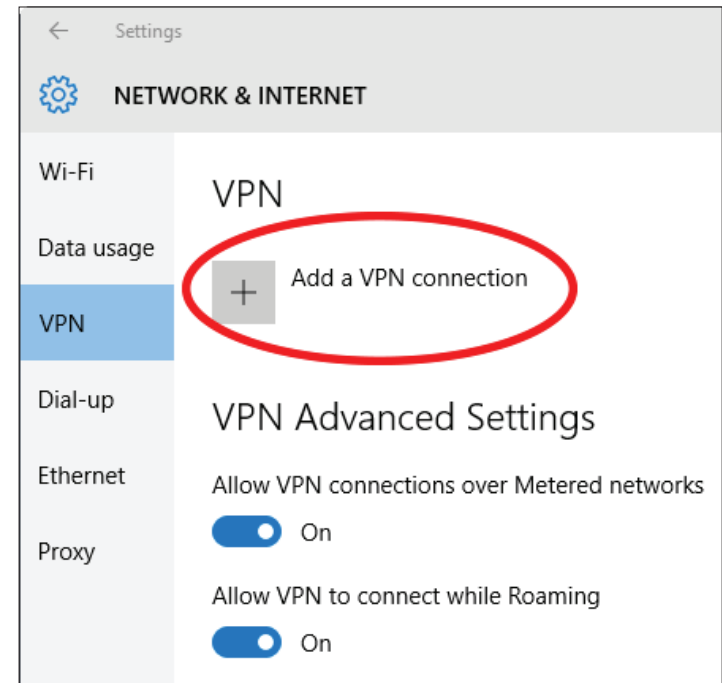 Settings
NETWORK & INTERNET
Wi-Fi
Data usage
VPN
Dial-up
Ethernet
Proxy
VPN
Add a VPN connection
VPN Advanced Settings
Allow VPN connections over Metered networks
On
Allow VPN to connect while Roaming
On